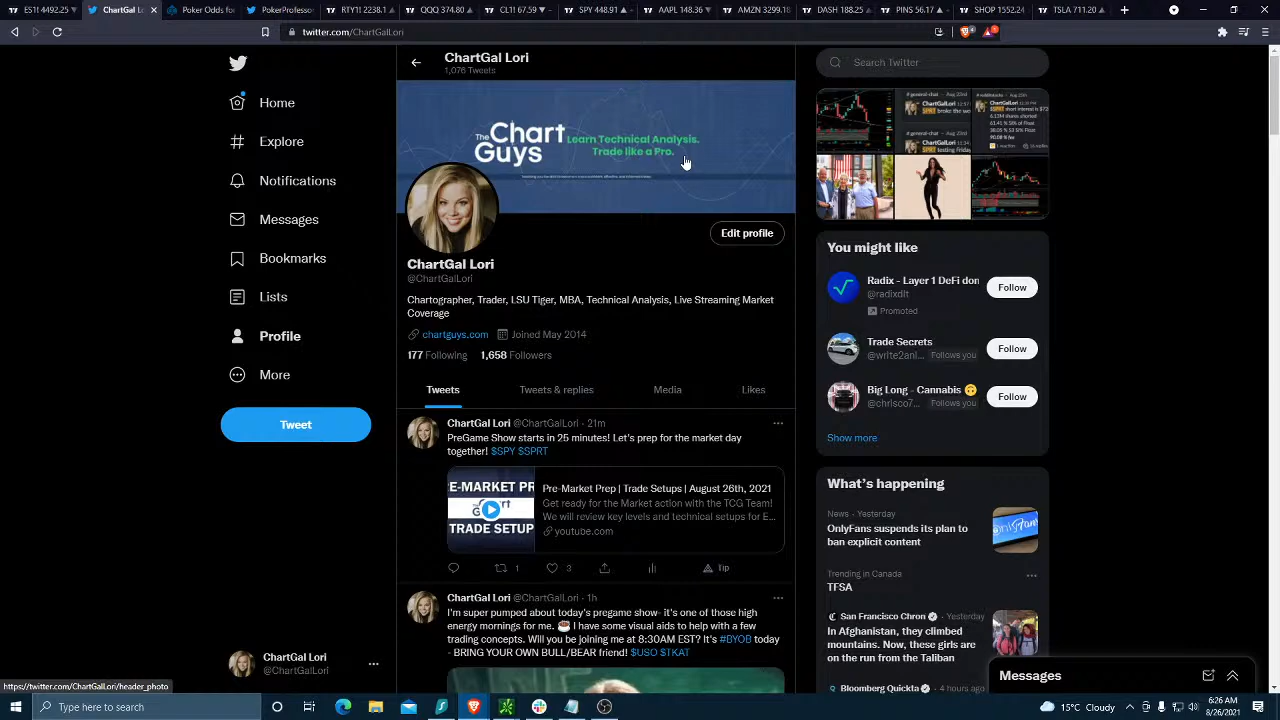 ES1! 4492.25
ChartGal Lo
Poker Odds for
PokerProfesso
RTY1! 2238.1
QQQ 374.80
CL1! 67.59
SPY 448.91
AAPL 148.36
AMZN 3299.18
DASH 188.25
PINS 56.17
SHOP 1552.24
TSLA 711.20
twitter.com/ChartGalLori
ChartGal Lori
1,076 Tweets
Search Twitter
Home
Explore
Notifications
Messages
Bookmarks
Lists
Profile
More
Tweet
The Chart Guys
Learn Technical Analysis.
Trade like a Pro.
Edit profile
ChartGal Lori
@ChartGalLori
Chartographer, Trader, LSU Tiger, MBA, Technical Analysis, Live Streaming Market
Coverage
chartguys.com Joined May 2014
177 Following 1,658 Followers
Tweets Tweets & replies Media Likes
ChartGal Lori @ChartGalLori · 21m
PreGame Show starts in 25 minutes! Let's prep for the market day
together! $SPY $SPRT
E-MARKET PR
TRADE SETUP
Pre-Market Prep | Trade Setups | August 26th, 2021
Get ready for the Market action with the TCG Team!
We will review key levels and technical setups for E...
youtube.com
1 3 Tip
ChartGal Lori @ChartGalLori · 1h
I'm super pumped about today's pregame show- it's one of those high
energy mornings for me. I have some visual aids to help with a few
trading concepts. Will you be joining me at 8:30AM EST? It's #BYOB today
- BRING YOUR OWN BULL/BEAR friend! $USO $TKAT
You might like
Radix - Layer 1 DeFi don
@radixdlt
Promoted
Follow
Trade Secrets
@write2anl... Follows you
Follow
Big Long - Cannabis
@chrisco7... Follows you
Follow
Show more
What's happening
News · Yesterday
OnlyFans suspends its plan to
ban explicit content
Trending in Canada
TFSA
San Francisco Chron · Yesterday
In Afghanistan, they climbed
mountains. Now, these girls are
on the run from the Taliban
Bloomberg Quickta · 4 hours ago
Messages
ChartGal Lori
@ChartGalLori
https://twitter.com/ChartGalLori/header_photo
Type here to search
15°C Cloudy
6:26 AM
8/26/2021